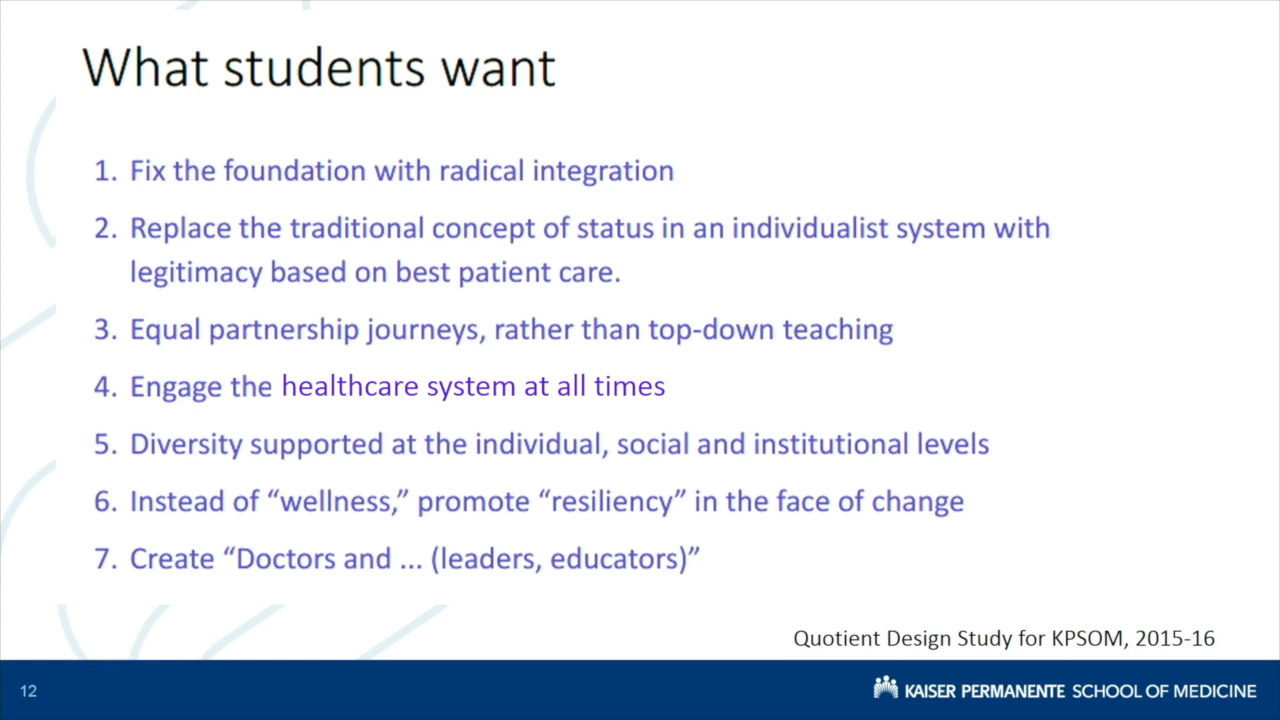 What students want
1. Fix the foundation with radical integration
2. Replace the traditional concept of status in an individualist system with
legitimacy based on best patient care.
3. Equal partnership journeys, rather than top-down teaching
4. Engage the healthcare system at all times
5. Diversity supported at the individual, social and institutional levels
6. Instead of “wellness,” promote “resiliency” in the face of change
7. Create “Doctors and ... (leaders, educators)”
Quotient Design Study for KPSOM, 2015-16
12
KAISER PERMANENTE SCHOOL OF MEDICINE